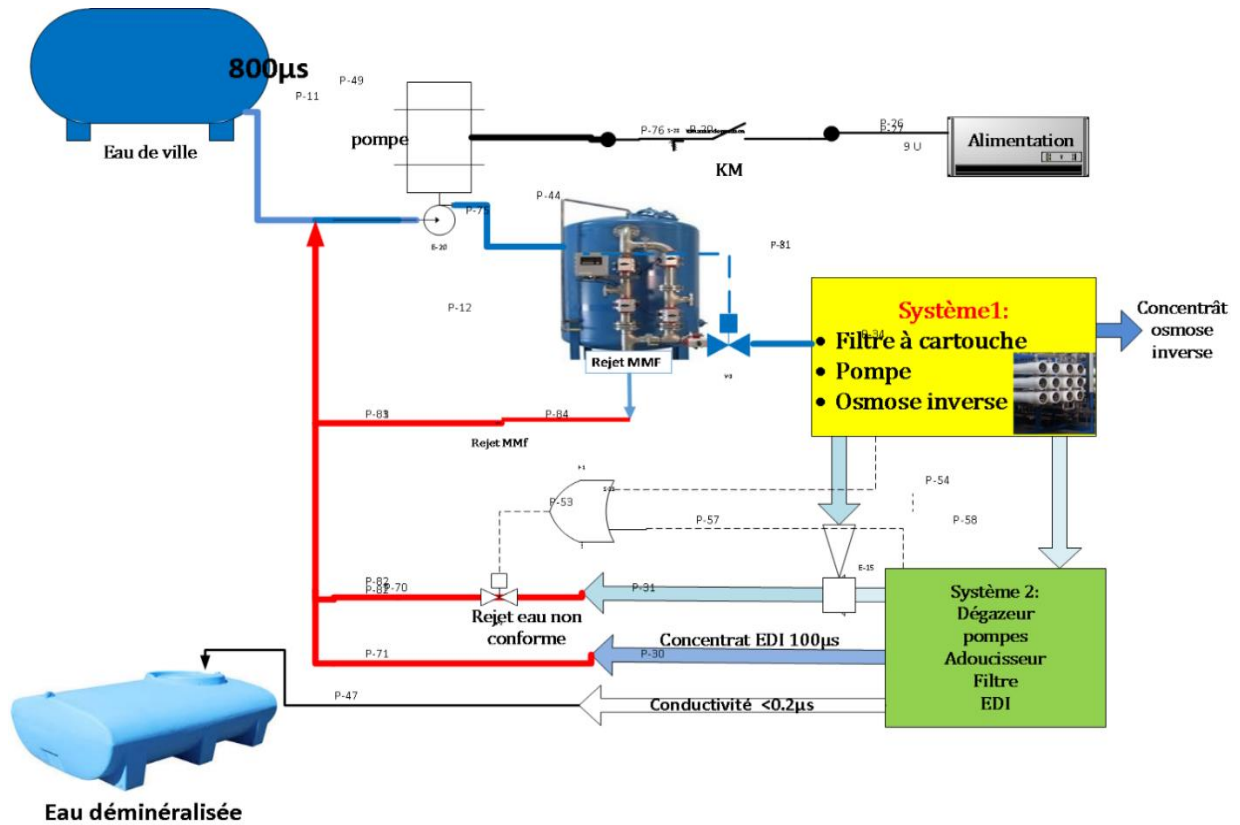 800µs
P-49
P-11
Eau de ville
pompe
P-76
P-26
9 U
Alimentation
KM
P-44
P-75
E-20
P-81
P-12
Système1:
• Filtre à cartouche
• Pompe
• Osmose inverse
P-34
Concentrât
osmose
inverse
Rejet MMF
P-84
Rejet MMf
P-53
P-57
P-54
P-58
E-15
P-82
P-70
P-31
Rejet eau non
conforme
Système 2:
Dégazeur
pompes
Adoucisseur
Filtre
EDI
P-71
Concentrat EDI 100µs
P-30
P-47
Conductivité <0.2µs
Eau déminéralisée